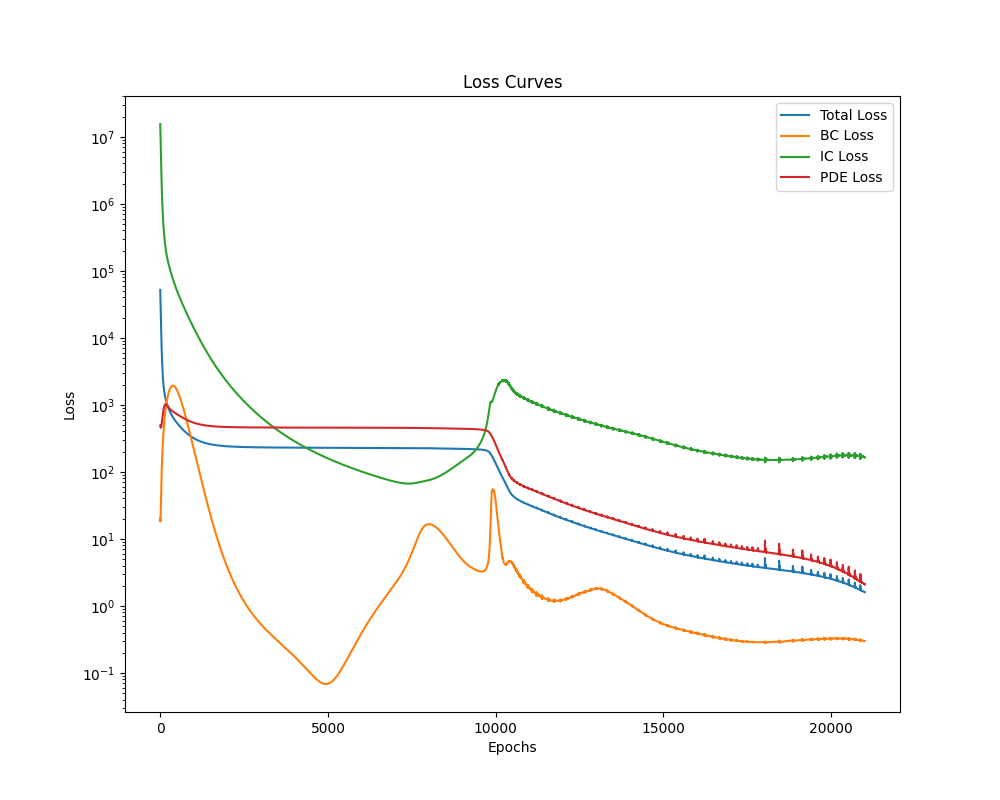 Loss Curves
Total Loss
BC Loss
IC Loss
PDE Loss
Loss
10⁷
10⁶
10⁵
10⁴
10³
10²
10¹
10⁰
10⁻¹
0 5000 10000 15000 20000
Epochs